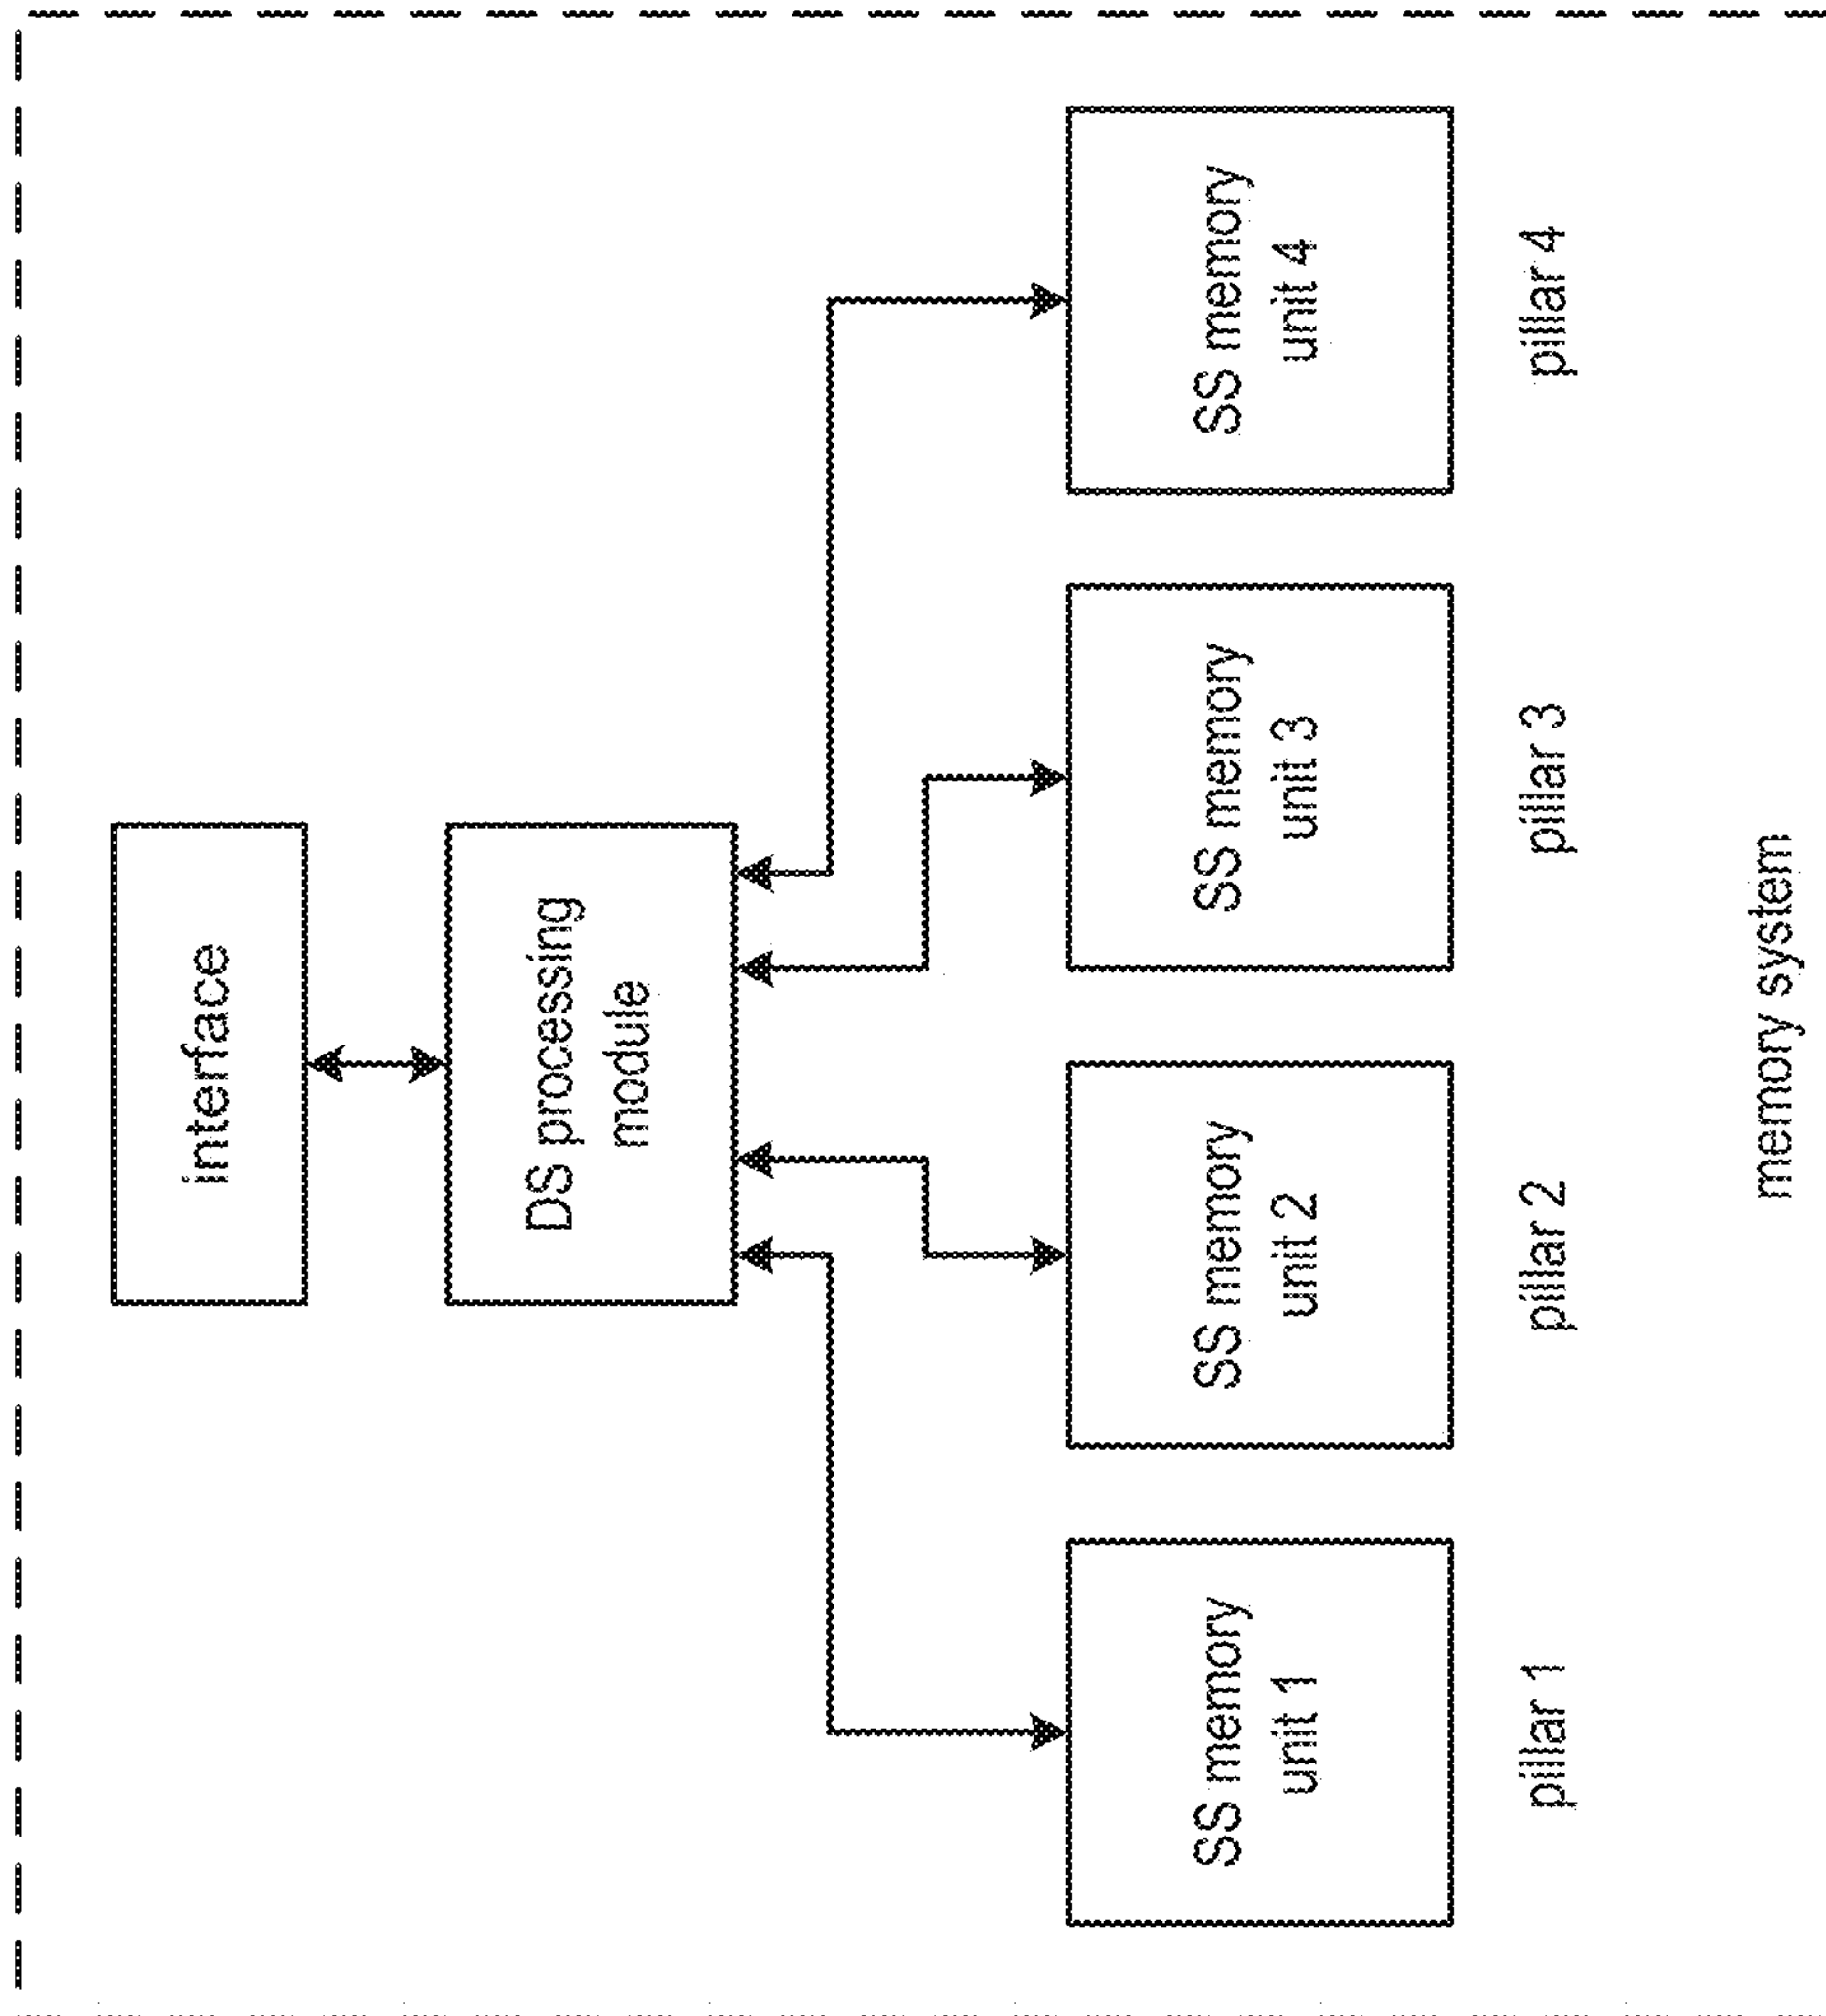 interface
DS processing
module
SS memory
unit 1
SS memory
unit 2
SS memory
unit 3
SS memory
unit 4
pillar 1
pillar 2
pillar 3
pillar 4
memory system